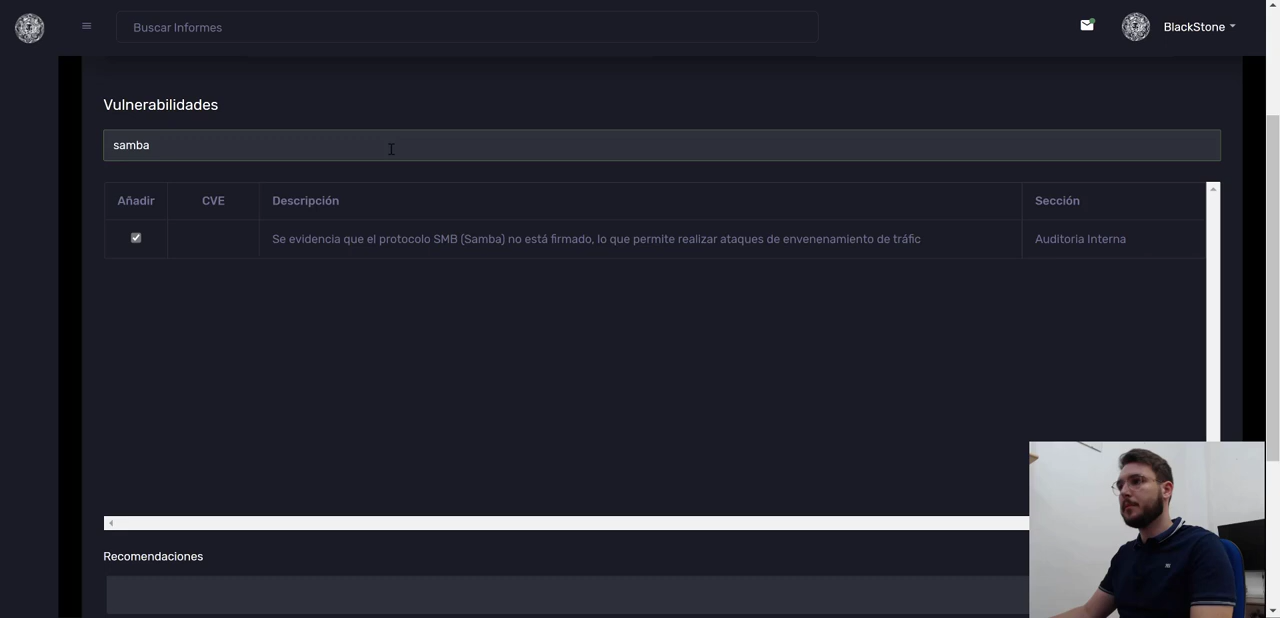 Buscar Informes
BlackStone
Vulnerabilidades
samba
Añadir CVE Descripción Sección
Se evidencia que el protocolo SMB (Samba) no está firmado, lo que permite realizar ataques de envenenamiento de tráfic Auditoria Interna
Recomendaciones